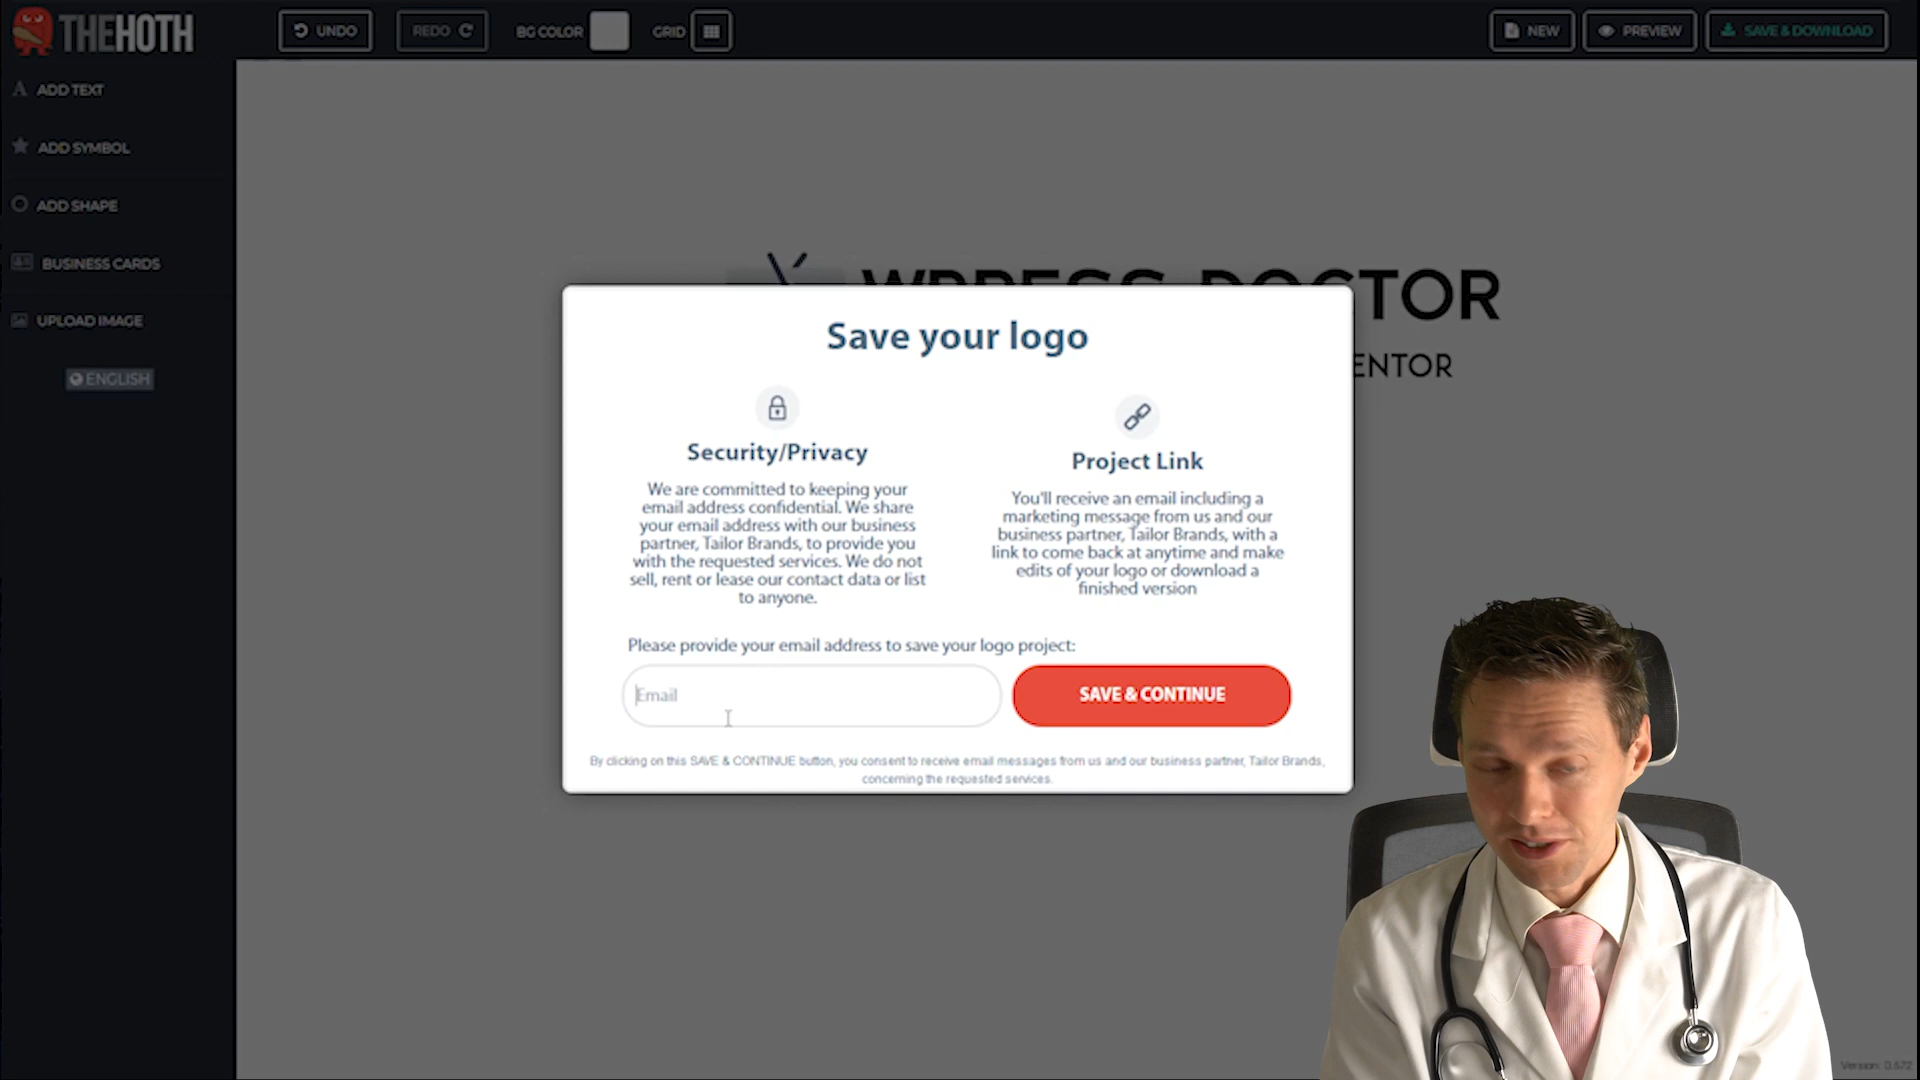 THEHOTH
UNDO
REDO
BG COLOR
GRID
NEW
PREVIEW
SAVE & DOWNLOAD
ADD TEXT
ADD SYMBOL
ADD SHAPE
BUSINESS CARDS
UPLOAD IMAGE
ENGLISH
WPRESS DOCTOR
ENTOR
Save your logo
Security/Privacy
We are committed to keeping your
email address confidential. We share
your email address with our business
partner, Tailor Brands, to provide you
with the requested services. We do not
sell, rent or lease our contact data or list
to anyone.
Project Link
You'll receive an email including a
marketing message from us and our
business partner, Tailor Brands, with a
link to come back at anytime and make
edits of your logo or download a
finished version
Please provide your email address to save your logo project:
Email
SAVE & CONTINUE
By clicking on this SAVE & CONTINUE button, you consent to receive email messages from us and our business partner, Tailor Brands,
concerning the requested services.
Version: 0.572